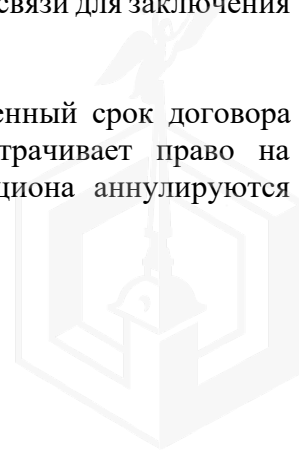 связи для заключения
енный срок договора
трачивает право на
циона аннулируются